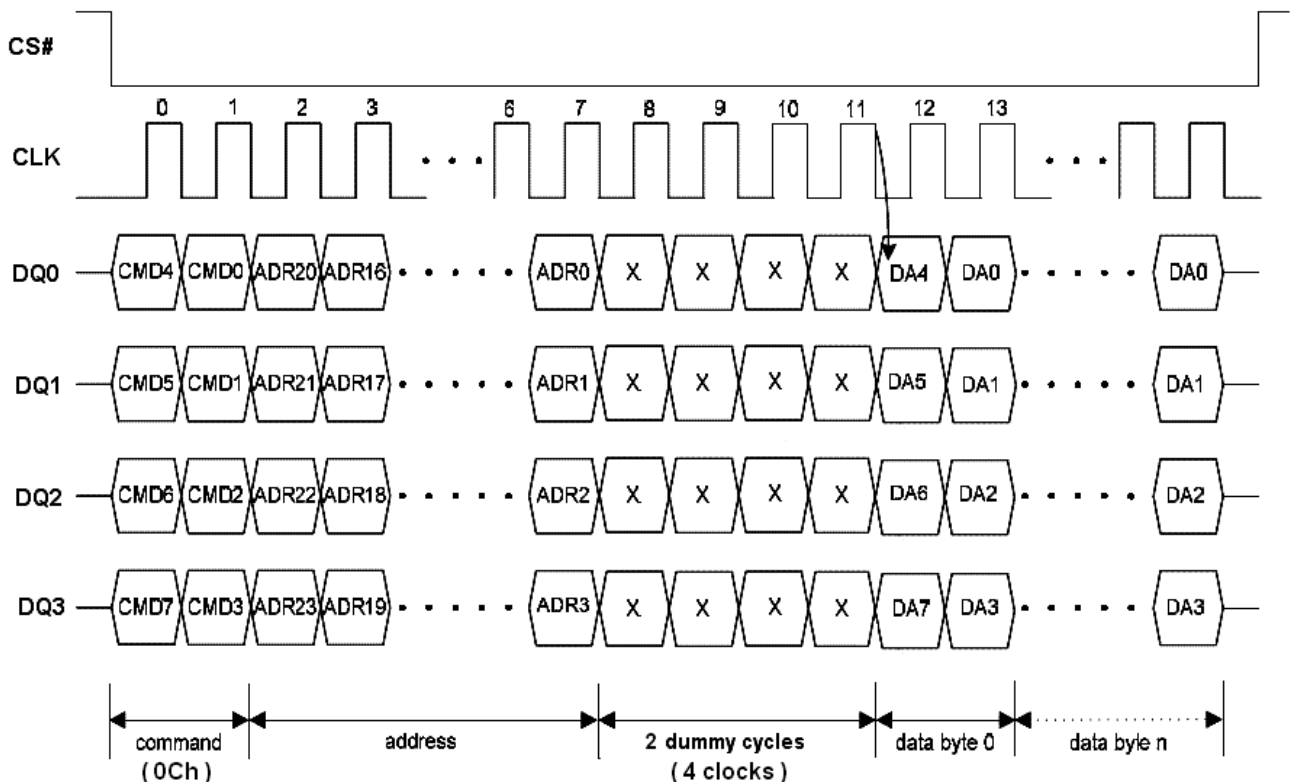 CS#
0 1 2 3 6 7 8 9 10 11 12 13
CLK
DQ0 CMD4 CMD0 ADR20 ADR16 ADR0 X X X X DA4 DA0 DA0
DQ1 CMD5 CMD1 ADR21 ADR17 ADR1 X X X X DA5 DA1 DA1
DQ2 CMD6 CMD2 ADR22 ADR18 ADR2 X X X X DA6 DA2 DA2
DQ3 CMD7 CMD3 ADR23 ADR19 ADR3 X X X X DA7 DA3 DA3
command address 2 dummy cycles data byte 0 data byle n
( 0Ch ) ( 4 clocks )